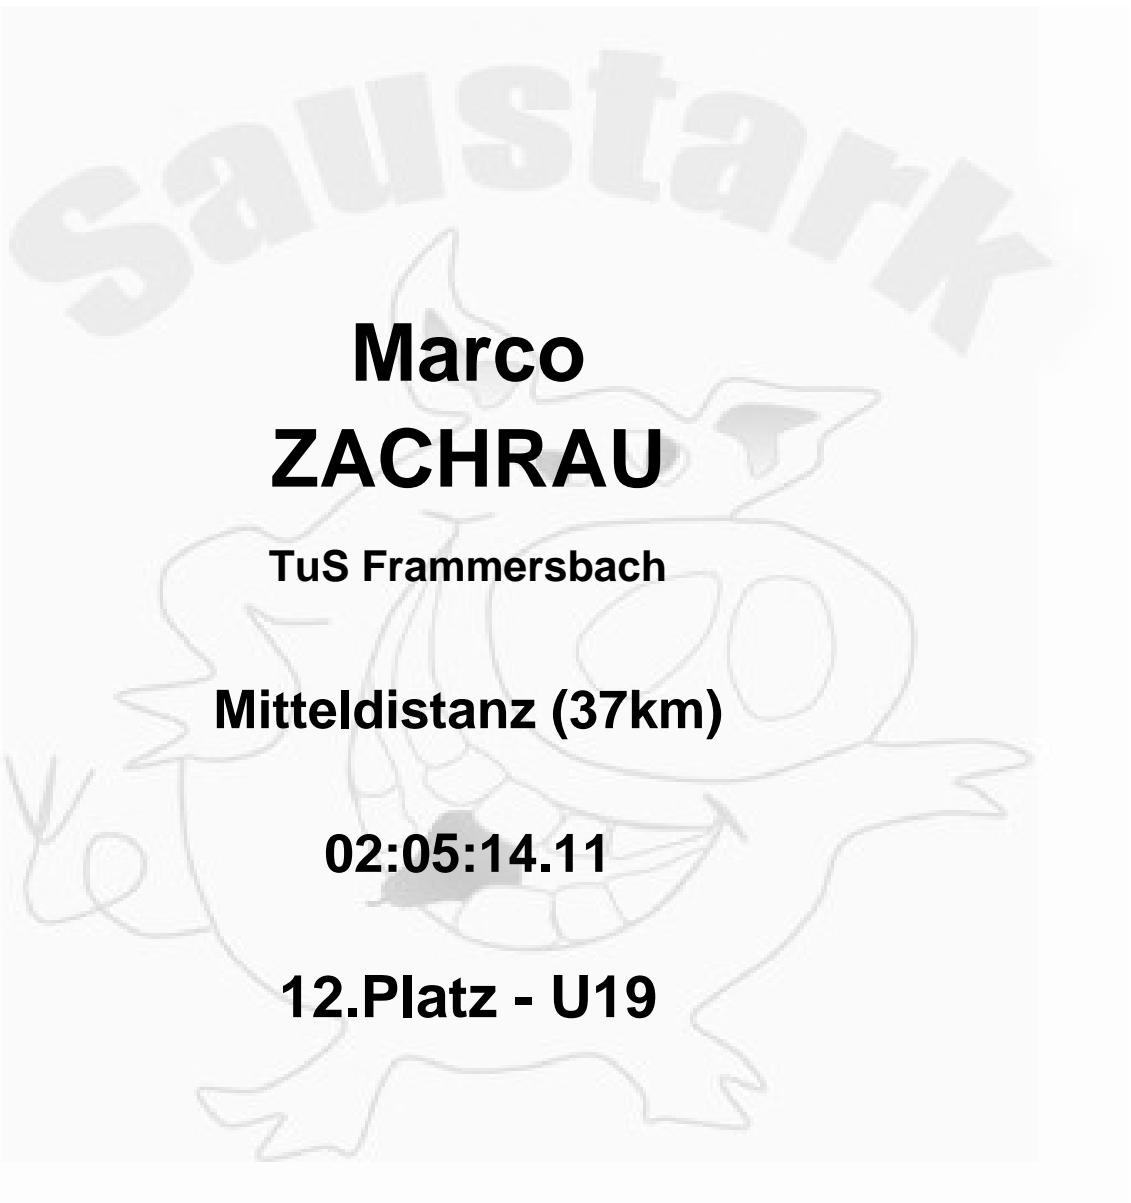 Saustark
Marco
ZACHRAU
TuS Frammersbach
Mitteldistanz (37km)
02:05:14.11
12.Platz - U19